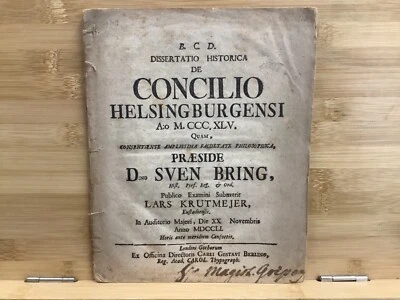 B. C. D.
DISSERTATIO HISTORICA
DE
CONCILIO
HELSINGBURGENSI
A:o M. CCC. XLV.
QUAM,
CONSENTIENTE AMPLISSIMA FACULTATE PHILOSOPHICA,
PRÆSIDE
DNO SVEN BRING,
Hist. Prof. Reg. & Ord.
Publico Examini Submittit
LARS KRUTMEJER,
In Auditorio Majori, Die XX Novembris
Anno MDCCLI.
Horis ante meridiem Consuetis.
Londini Gothorum
Ex Officina Directoris CAROLI GUSTAVI BERLING,
Reg. Acad. CAROL. Typograph.
Magist.